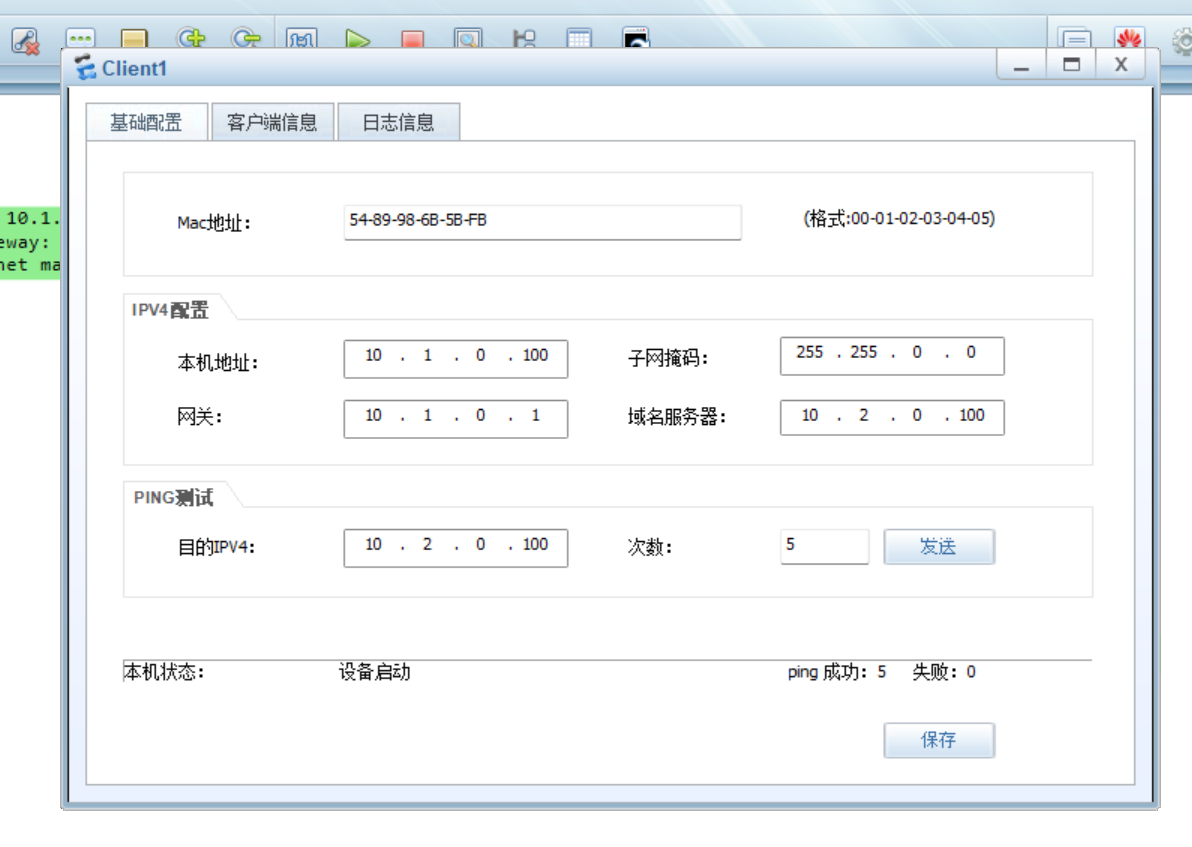 Client1
基础配置 客户端信息 日志信息
Mac地址： 54-89-98-6B-5B-FB (格式:00-01-02-03-04-05)
10.1.
eway:
net ma
IPV4配置
本机地址： 10 . 1 . 0 . 100 子网掩码： 255 . 255 . 0 . 0
网关： 10 . 1 . 0 . 1 域名服务器： 10 . 2 . 0 . 100
PING测试
目的IPV4： 10 . 2 . 0 . 100 次数： 5 发送
本机状态： 设备启动 ping 成功： 5 失败： 0
保存